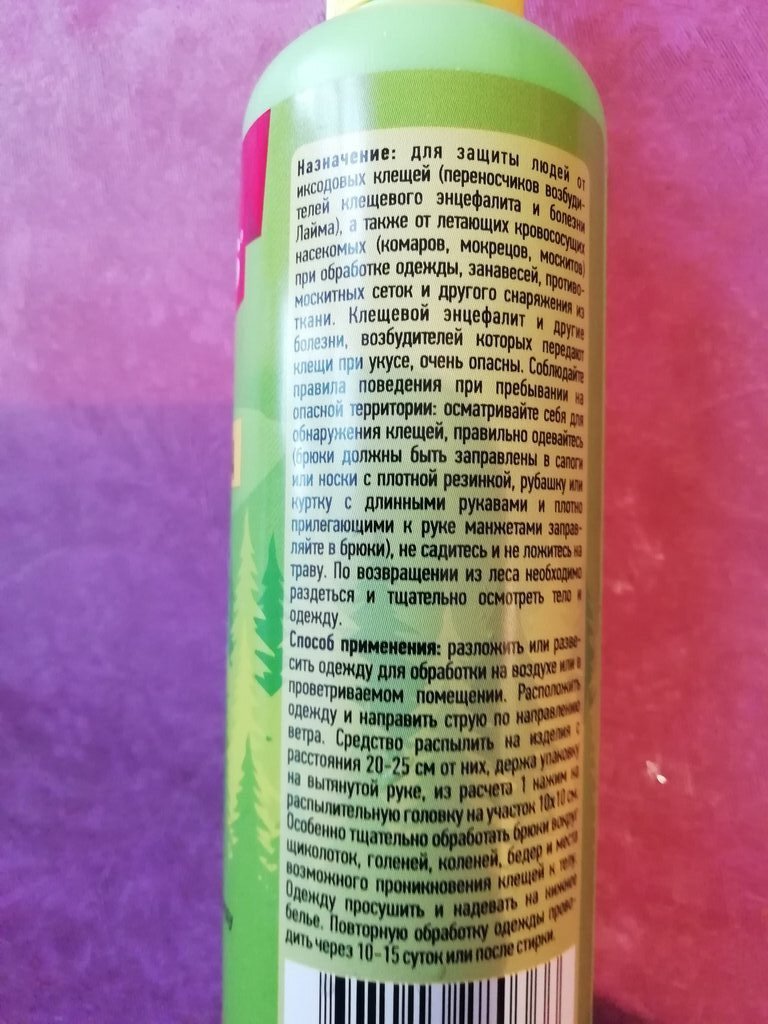 Назначение: для защиты людей от
иксодовых клещей (переносчиков возбуди-
телей клещевого энцефалита и болезни
Лайма), а также от летающих кровососущих
насекомых (комаров, мокрецов, москитов)
при обработке одежды, занавесей, противо-
москитных сеток и другого снаряжения из
ткани. Клещевой энцефалит и другие
болезни, возбудителей которых передают
клещи при укусе, очень опасны. Соблюдайте
правила поведения при пребывании на
опасной территории: осматривайте себя для
обнаружения клещей, правильно одевайтесь
(брюки должны быть заправлены в сапоги
или носки с плотной резинкой, рубашку или
куртку с длинными рукавами и плотно
прилегающими к руке манжетами заправ-
ляйте в брюки), не садитесь и не ложитесь на
траву. По возвращении из леса необходимо
раздеться и тщательно осмотреть тело и
одежду.
Способ применения: разложить или разве-
сить одежду для обработки на воздухе или в
проветриваемом помещении. Расположить
одежду и направить струю по направлению
ветра. Средство распылить на изделия с
расстояния 20-25 см от них, держа упаковку
на вытянутой руке, из расчета 1 нажим на
распылительную головку на участок 10x10 см.
Особенно тщательно обработать брюки вокруг
щиколоток, голеней, коленей, бедер и места
возможного проникновения клещей к телу.
Одежду просушить и надевать на нижнее
белье. Повторную обработку одежды прово-
дить через 10-15 суток или после стирки.